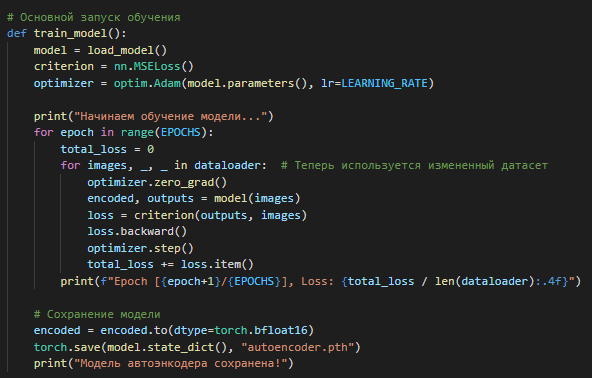 # Основной запуск обучения
def train_model():
    model = load_model()
    criterion = nn.MSELoss()
    optimizer = optim.Adam(model.parameters(), lr=LEARNING_RATE)

    print("Начинаем обучение модели...")
    for epoch in range(EPOCHS):
        total_loss = 0
        for images, _, _ in dataloader:  # Теперь используется измененный датасет
            optimizer.zero_grad()
            encoded, outputs = model(images)
            loss = criterion(outputs, images)
            loss.backward()
            optimizer.step()
            total_loss += loss.item()
        print(f"Epoch [{epoch+1}/{EPOCHS}], Loss: {total_loss / len(dataloader):.4f}")

    # Сохранение модели
    encoded = encoded.to(dtype=torch.bfloat16)
    torch.save(model.state_dict(), "autoencoder.pth")
    print("Модель автоэнкодера сохранена!")